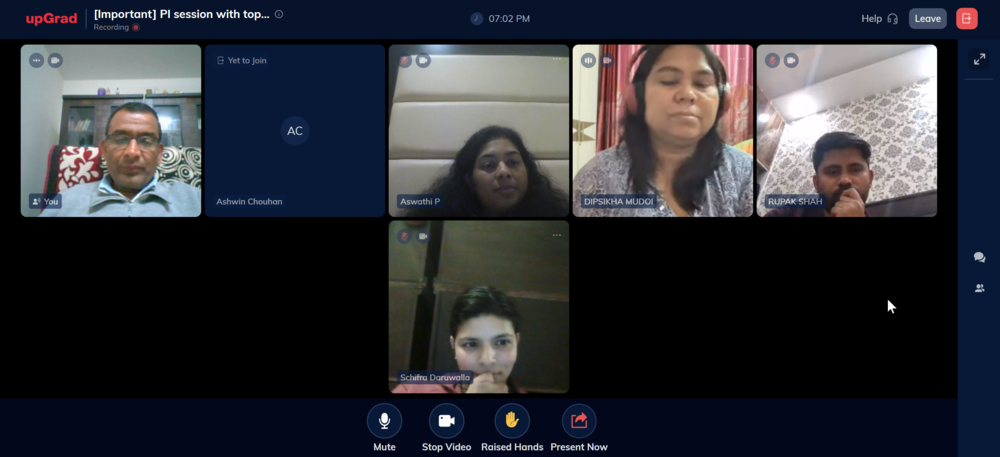 upGrad
[Important] PI session with top...
Recording
07:02 PM
Help
Leave
Yet to Join
AC
You
Ashwin Chouhan
Aswathi P
DIPSIKHA MUDOI
RUPAK SHAH
Schifra Daruwalla
Mute
Stop Video
Raised Hands
Present Now